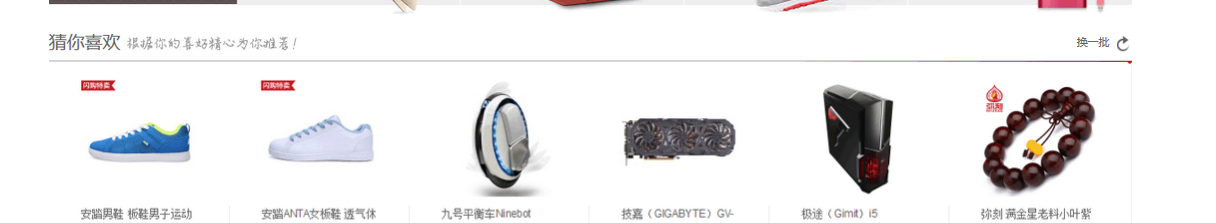 猜你喜欢 根据你的喜好精心为你推荐！
换一批
闪购特卖
闪购特卖
弥刻
安踏男鞋 板鞋男子运动
安踏ANTA女板鞋 透气休
九号平衡车Ninebot
技嘉（GIGABYTE）GV-
极途（Gimit）i5
弥刻 满金星老料小叶紫